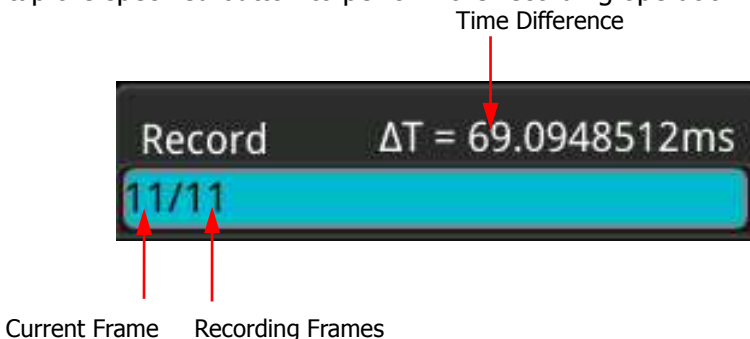 Time Difference
Record ΔT = 69.0948512ms
11/11
Current Frame Recording Frames